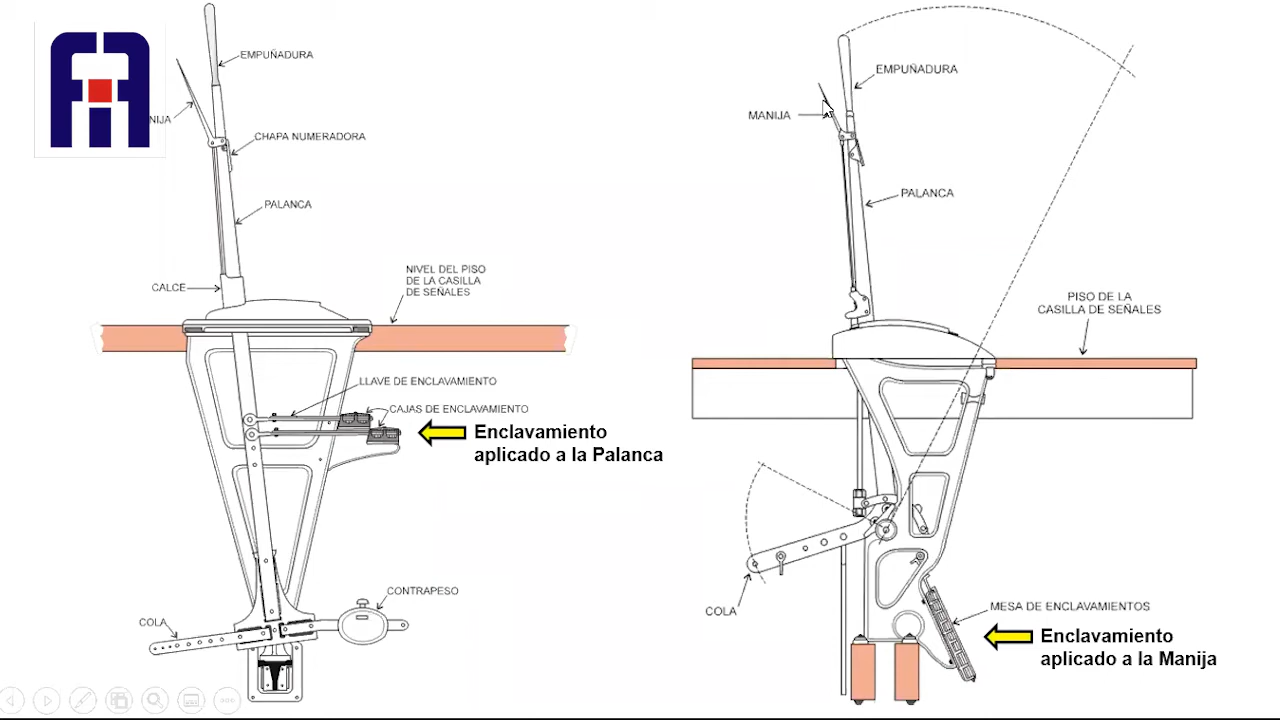 EMPUÑADURA
NIJA
CHAPA NUMERADORA
PALANCA
CALCE
NIVEL DEL PISO
DE LA CASILLA
DE SEÑALES
LLAVE DE ENCLAVAMIENTO
CAJAS DE ENCLAVAMIENTO
Enclavamiento
aplicado a la Palanca
CONTRAPESO
COLA
EMPUÑADURA
MANIJA
PALANCA
PISO DE LA
CASILLA DE SEÑALES
COLA
MESA DE ENCLAVAMIENTOS
Enclavamiento
aplicado a la Manija